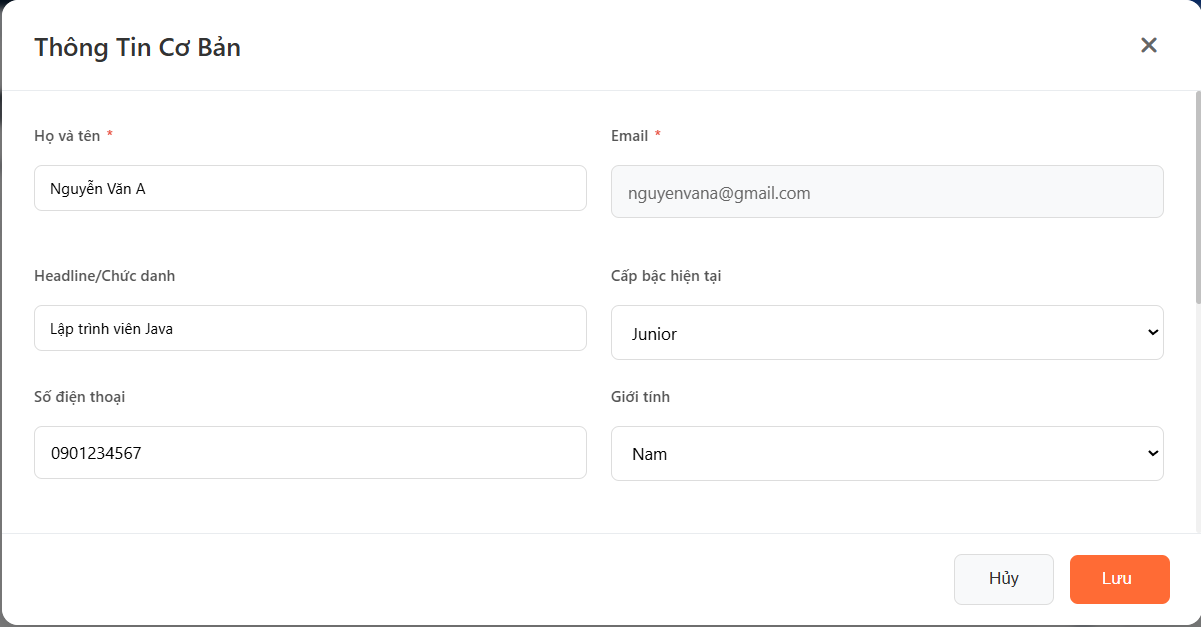 Thông Tin Cơ Bản
Họ và tên *
Email *
Nguyễn Văn A
nguyenvana@gmail.com
Headline/Chức danh
Cấp bậc hiện tại
Lập trình viên Java
Junior
Số điện thoại
Giới tính
0901234567
Nam
Hủy
Lưu